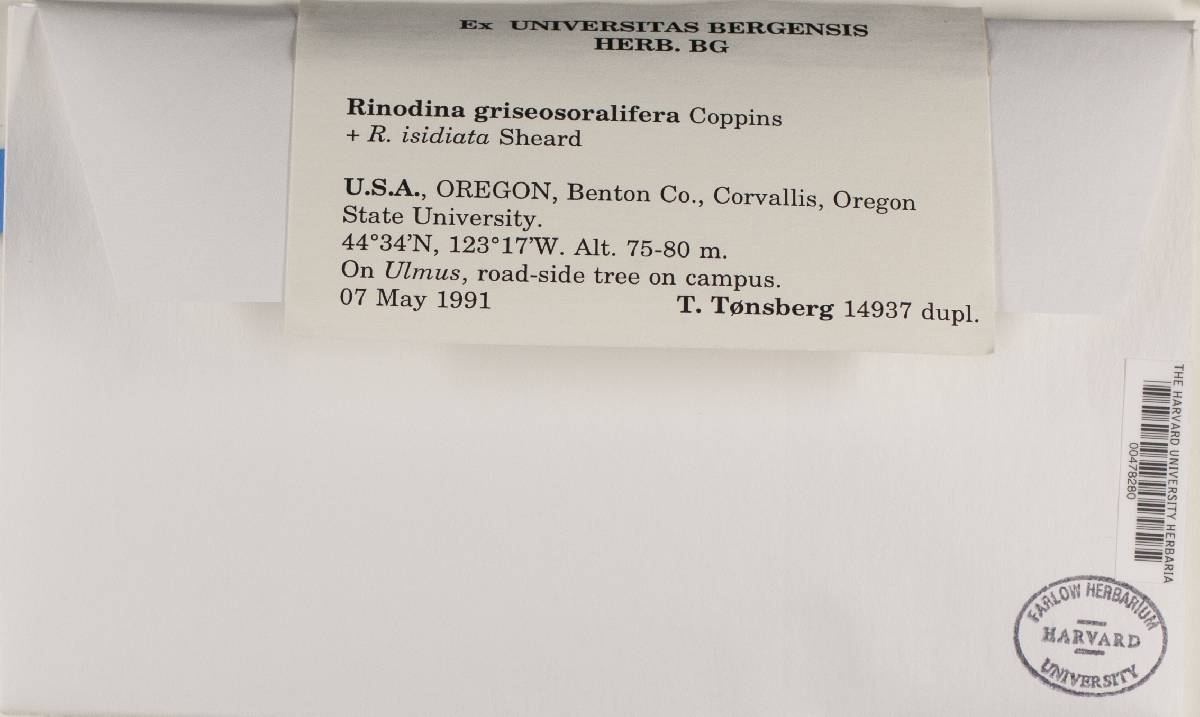 Ex UNIVERSITAS BERGENSIS
HERB. BG
Rinodina griseosoralifera Coppins
+ R. isidiata Sheard
U.S.A., OREGON, Benton Co., Corvallis, Oregon
State University.
44°34'N, 123°17'W. Alt. 75-80 m.
On Ulmus, road-side tree on campus.
07 May 1991 T. Tønsberg 14937 dupl.
THE HARVARD UNIVERSITY HERBARIA
00478280
FARLOW HERBARIUM
HARVARD
UNIVERSITY